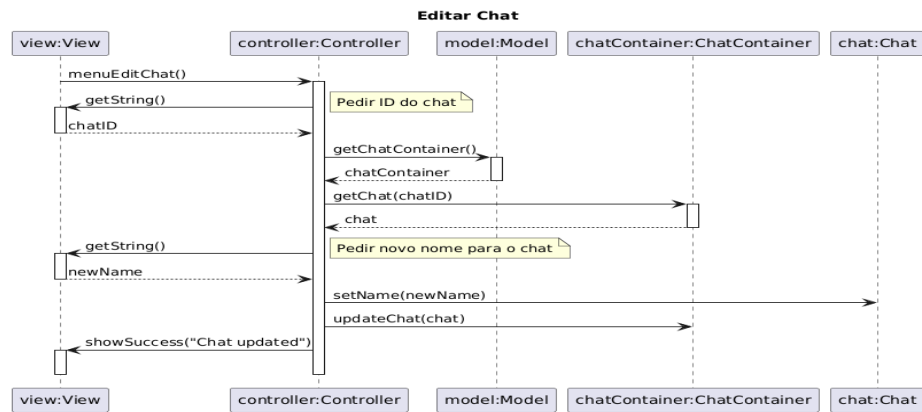 Editar Chat
view:View
controller:Controller
model:Model
chatContainer:ChatContainer
chat:Chat
menuEditChat()
getString()
Pedir ID do chat
chatID
getChatContainer()
chatContainer
getChat(chatID)
chat
getString()
Pedir novo nome para o chat
newName
setName(newName)
updateChat(chat)
showSuccess("Chat updated")
view:View
controller:Controller
model:Model
chatContainer:ChatContainer
chat:Chat